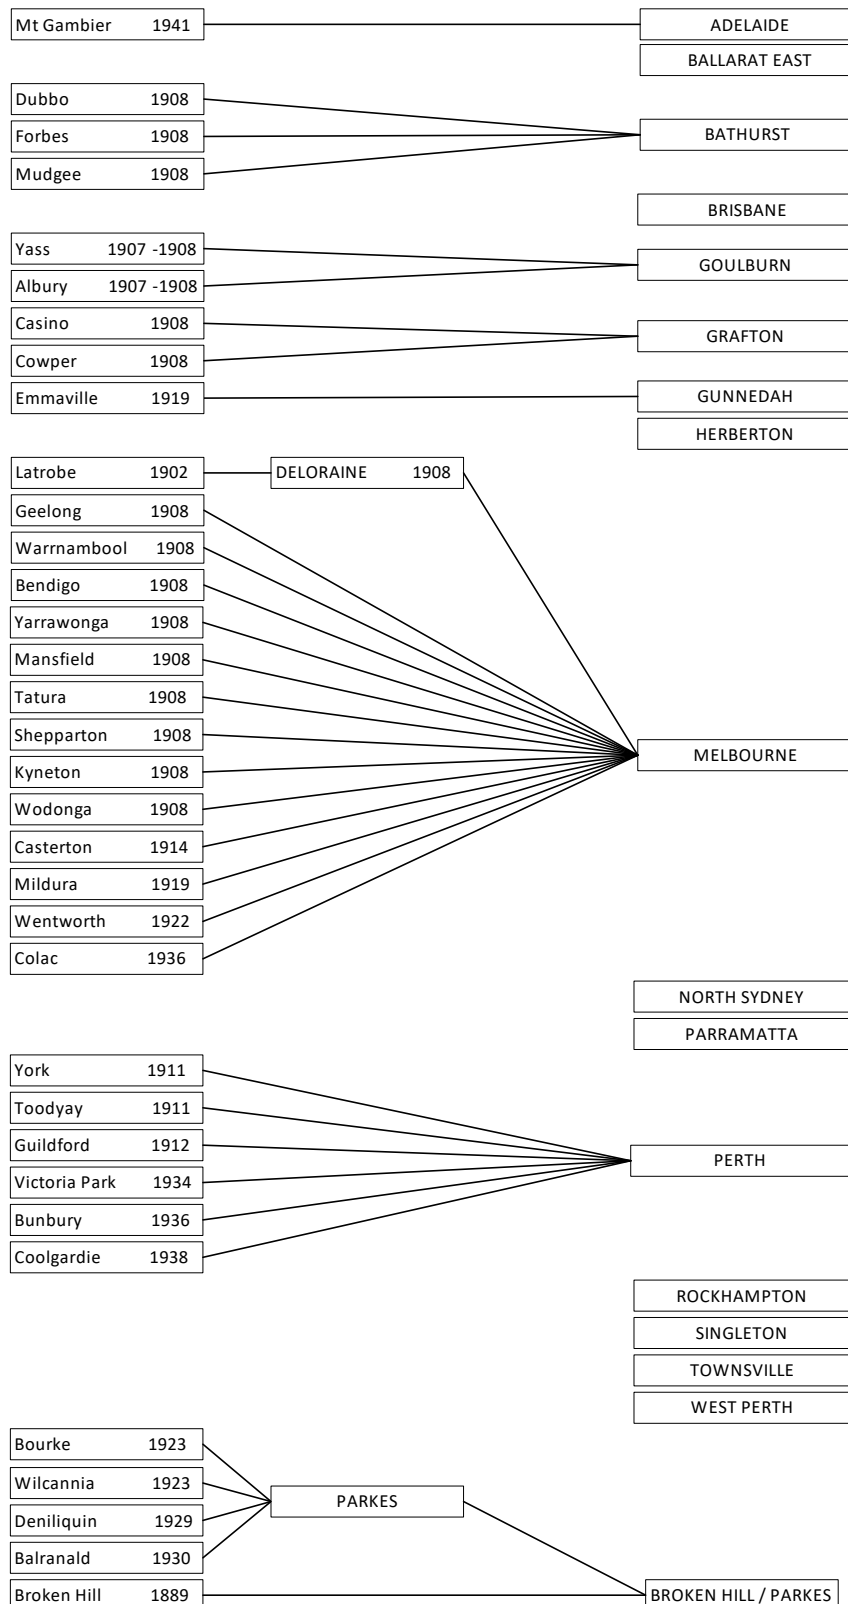 Mt Gambier 1941 ADELAIDE
BALLARAT EAST
Dubbo 1908
Forbes 1908 BATHURST
Mudgee 1908
BRISBANE
Yass 1907 -1908
GOULBURN
Albury 1907 -1908
Casino 1908
GRAFTON
Cowper 1908
Emmaville 1919 GUNNEDAH
HERBERTON
Latrobe 1902 DELORAINE 1908
Geelong 1908
Warrnambool 1908
Bendigo 1908
Yarrawonga 1908
Mansfield 1908
Tatura 1908
Shepparton 1908
MELBOURNE
Kyneton 1908
Wodonga 1908
Casterton 1914
Mildura 1919
Wentworth 1922
Colac 1936
NORTH SYDNEY
PARRAMATTA
York 1911
Toodyay 1911
Guildford 1912
PERTH
Victoria Park 1934
Bunbury 1936
Coolgardie 1938
ROCKHAMPTON
SINGLETON
TOWNSVILLE
WEST PERTH
Bourke 1923
Wilcannia 1923
PARKES
Deniliquin 1929
Balranald 1930
Broken Hill 1889 BROKEN HILL / PARKES